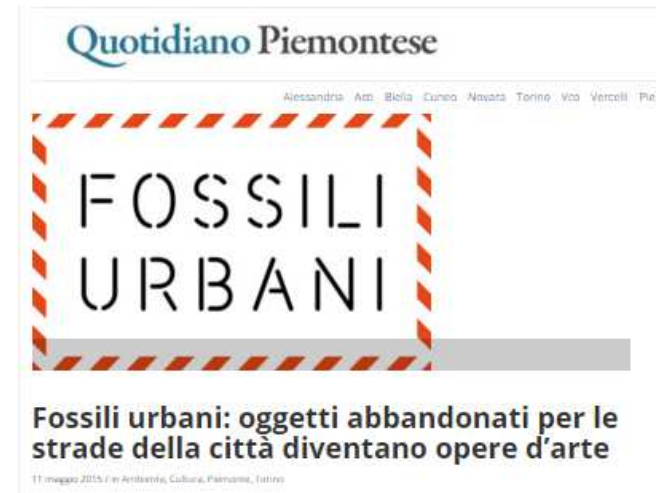 Quotidiano Piemontese
Alessandria Asti Biella Cuneo Novara Torino Vco Vercelli Pie
FOSSILI
URBANI
Fossili urbani: oggetti abbandonati per le
strade della città diventano opere d'arte
11 maggio 2015 / in Ambiente, Cultura, Piemonte, Torino